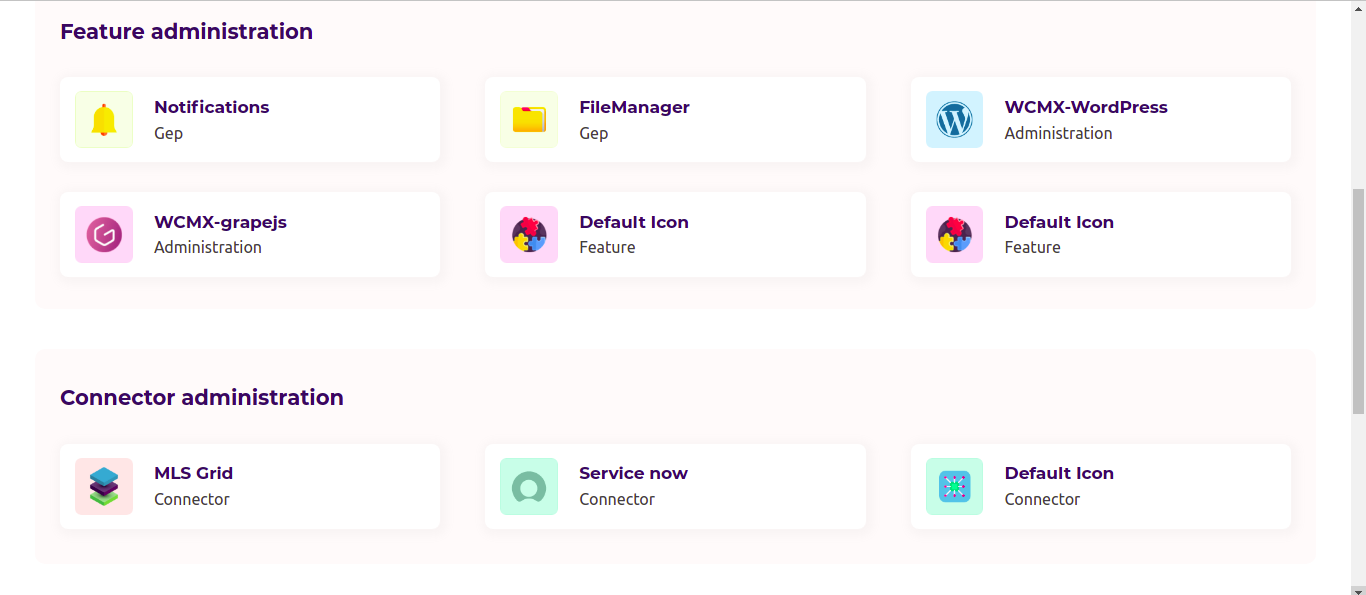 Feature administration
Notifications
Gep
FileManager
Gep
WCMX-WordPress
Administration
WCMX-grapejs
Administration
Default Icon
Feature
Default Icon
Feature
Connector administration
MLS Grid
Connector
Service now
Connector
Default Icon
Connector